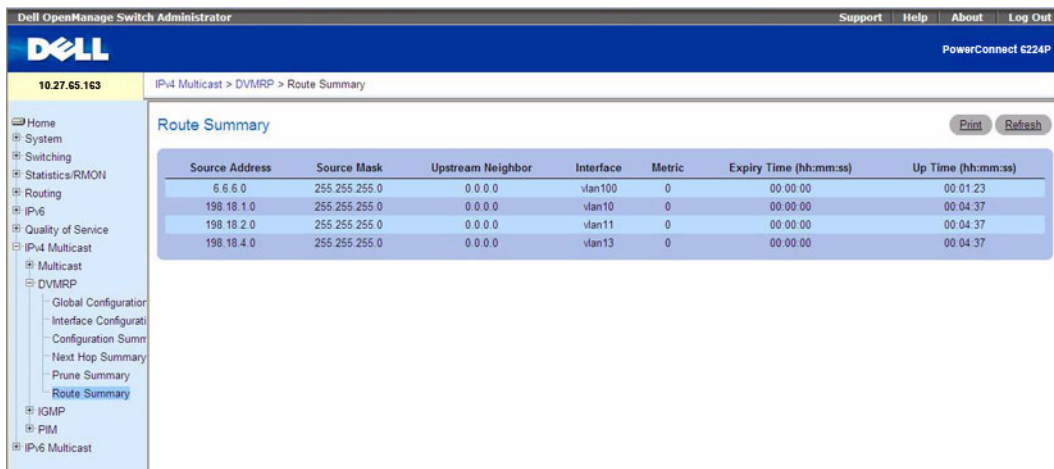 Dell OpenManage Switch Administrator Support Help About Log Out
DELL
PowerConnect 6224P
10.27.65.163
IPv4 Multicast > DVMRP > Route Summary
Home
System
Switching
Statistics/RMON
Routing
IPv6
Quality of Service
IPv4 Multicast
Multicast
DVMRP
Global Configuration
Interface Configurati
Configuration Summ
Next Hop Summary
Prune Summary
Route Summary
IGMP
PIM
IPv6 Multicast
Route Summary
Print Refresh
Source Address Source Mask Upstream Neighbor Interface Metric Expiry Time (hh:mm:ss) Up Time (hh:mm:ss)
6.6.6.0 255.255.255.0 0.0.0.0 vlan100 0 00:00:00 00:01:23
198.18.1.0 255.255.255.0 0.0.0.0 vlan10 0 00:00:00 00:04:37
198.18.2.0 255.255.255.0 0.0.0.0 vlan11 0 00:00:00 00:04:37
198.18.4.0 255.255.255.0 0.0.0.0 vlan13 0 00:00:00 00:04:37